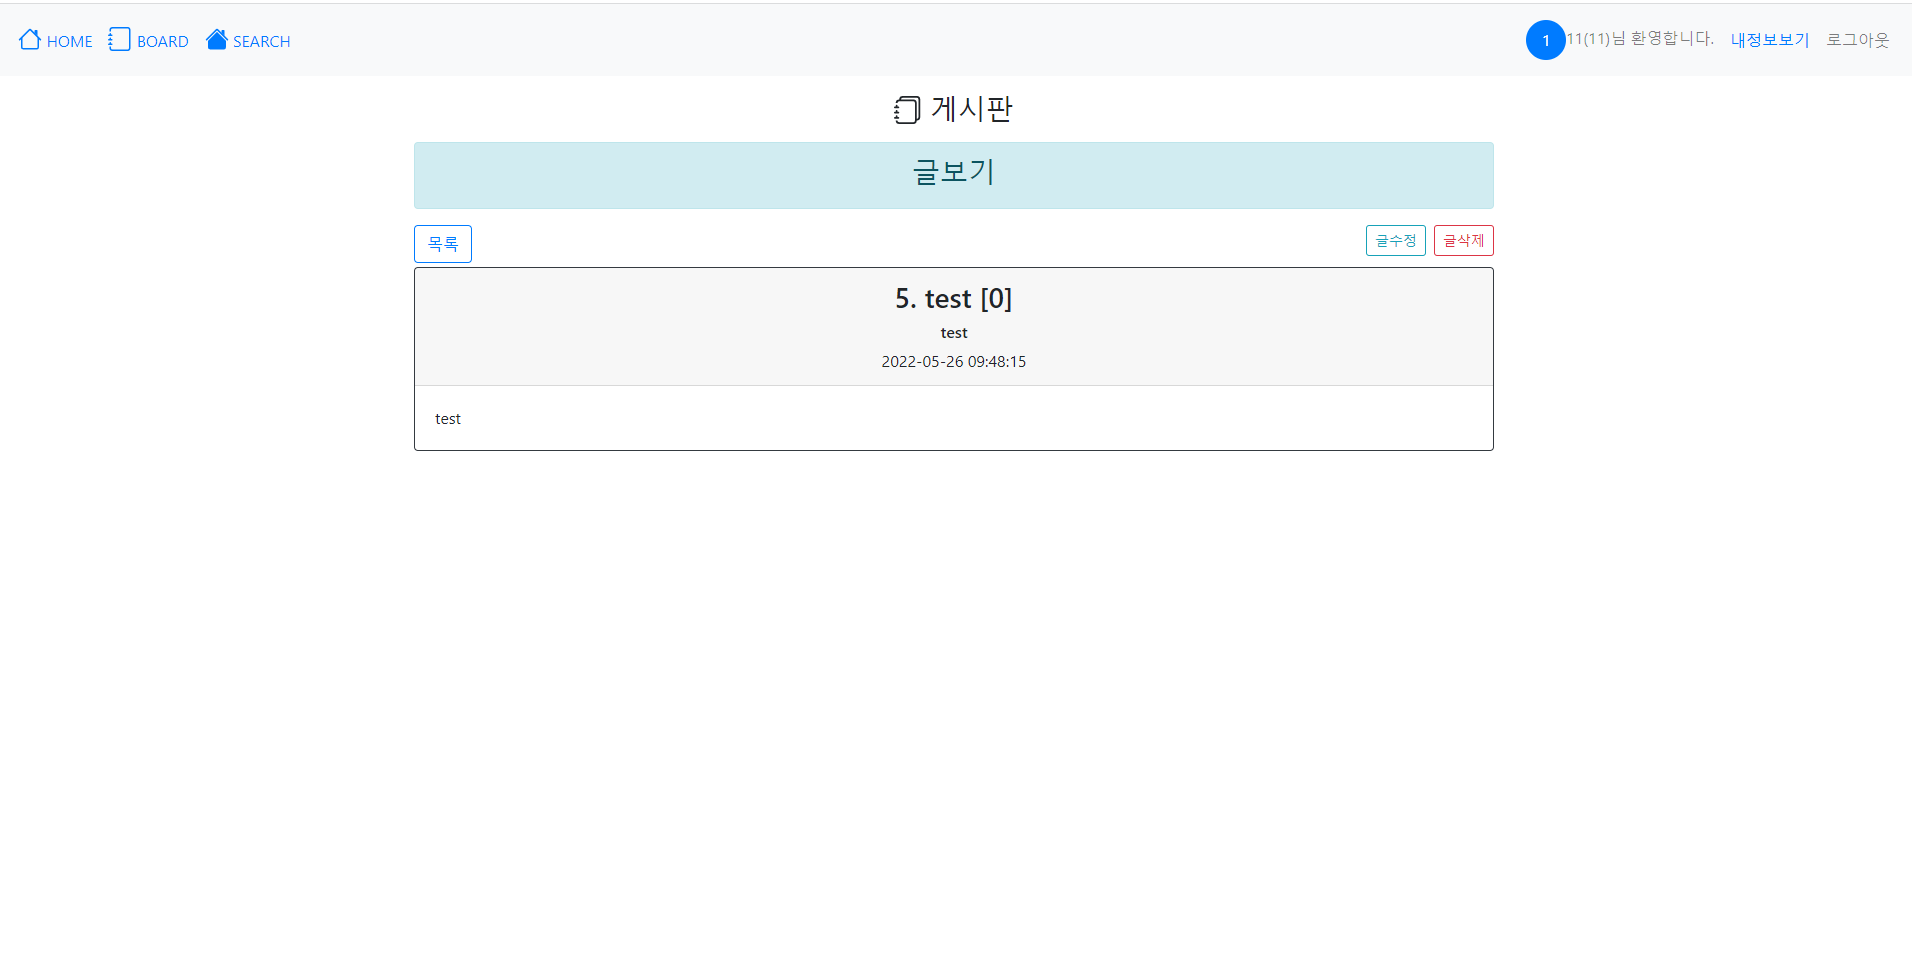 HOME BOARD SEARCH 1 11(11)님 환영합니다. 내정보보기 로그아웃
게시판
글보기
목록 글수정 글삭제
5. test [0]
test
2022-05-26 09:48:15
test